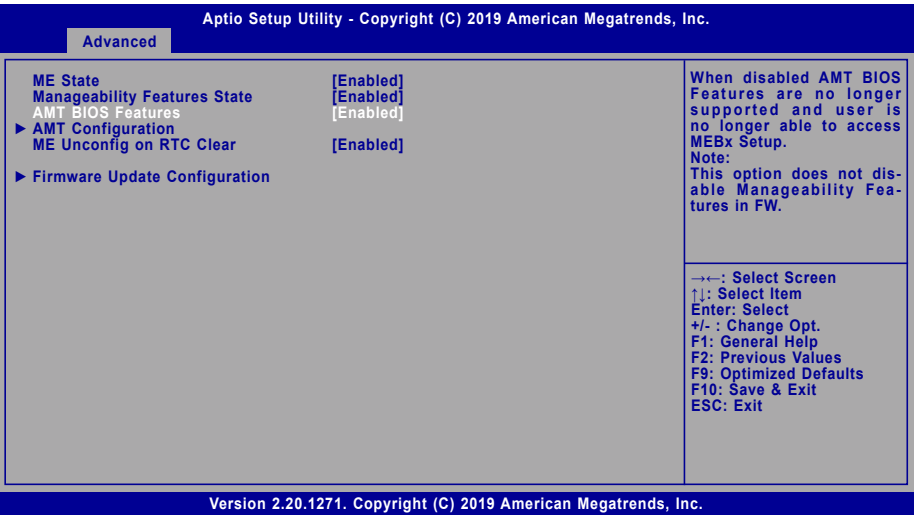 Aptio Setup Utility - Copyright (C) 2019 American Megatrends, Inc.
Advanced
ME State [Enabled]
Manageability Features State [Enabled]
AMT BIOS Features [Enabled]
► AMT Configuration
ME Unconfig on RTC Clear [Enabled]
► Firmware Update Configuration
When disabled AMT BIOS
Features are no longer
supported and user is
no longer able to access
MEBx Setup.
Note:
This option does not dis-
able Manageability Fea-
tures in FW.
→←: Select Screen
↑↓: Select Item
Enter: Select
+/- : Change Opt.
F1: General Help
F2: Previous Values
F9: Optimized Defaults
F10: Save & Exit
ESC: Exit
Version 2.20.1271. Copyright (C) 2019 American Megatrends, Inc.